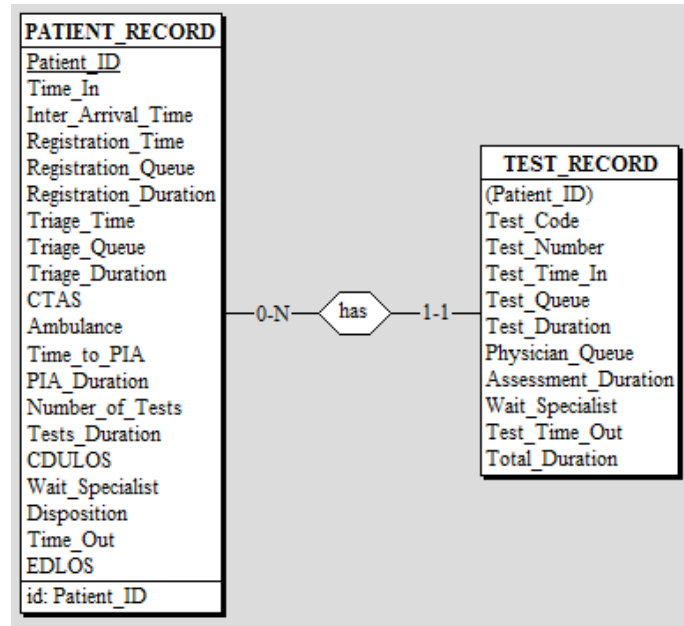 PATIENT_RECORD
Patient_ID
Time_In
Inter_Arrival_Time
Registration_Time
Registration_Queue
Registration_Duration
Triage_Time
Triage_Queue
Triage_Duration
CTAS
Ambulance
Time_to_PIA
PIA_Duration
Number_of_Tests
Tests_Duration
CDULOS
Wait_Specialist
Disposition
Time_Out
EDLOS
id: Patient_ID
0-N
has
1-1
TEST_RECORD
(Patient_ID)
Test_Code
Test_Number
Test_Time_In
Test_Queue
Test_Duration
Physician_Queue
Assessment_Duration
Wait_Specialist
Test_Time_Out
Total_Duration